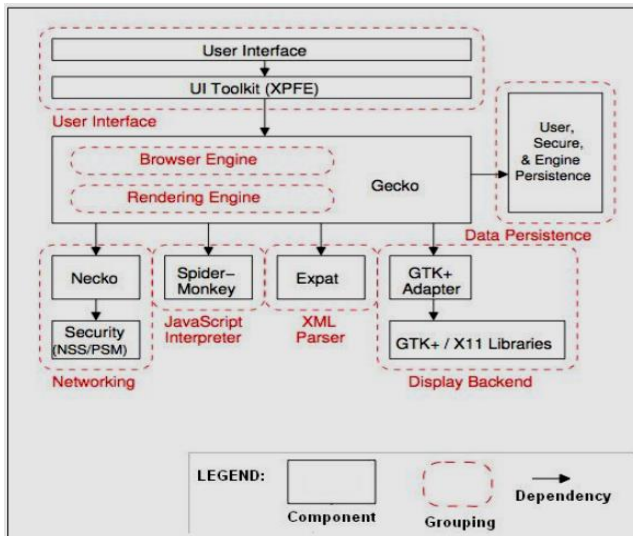 User Interface
UI Toolkit (XPFE)
User Interface
Browser Engine
Rendering Engine
Gecko
User,
Secure,
& Engine
Persistence
Data Persistence
Necko
Security
(NSS/PSM)
Networking
Spider–
Monkey
JavaScript
Interpreter
Expat
XML
Parser
GTK+
Adapter
GTK+ / X11 Libraries
Display Backend
LEGEND:
Component
Grouping
Dependency